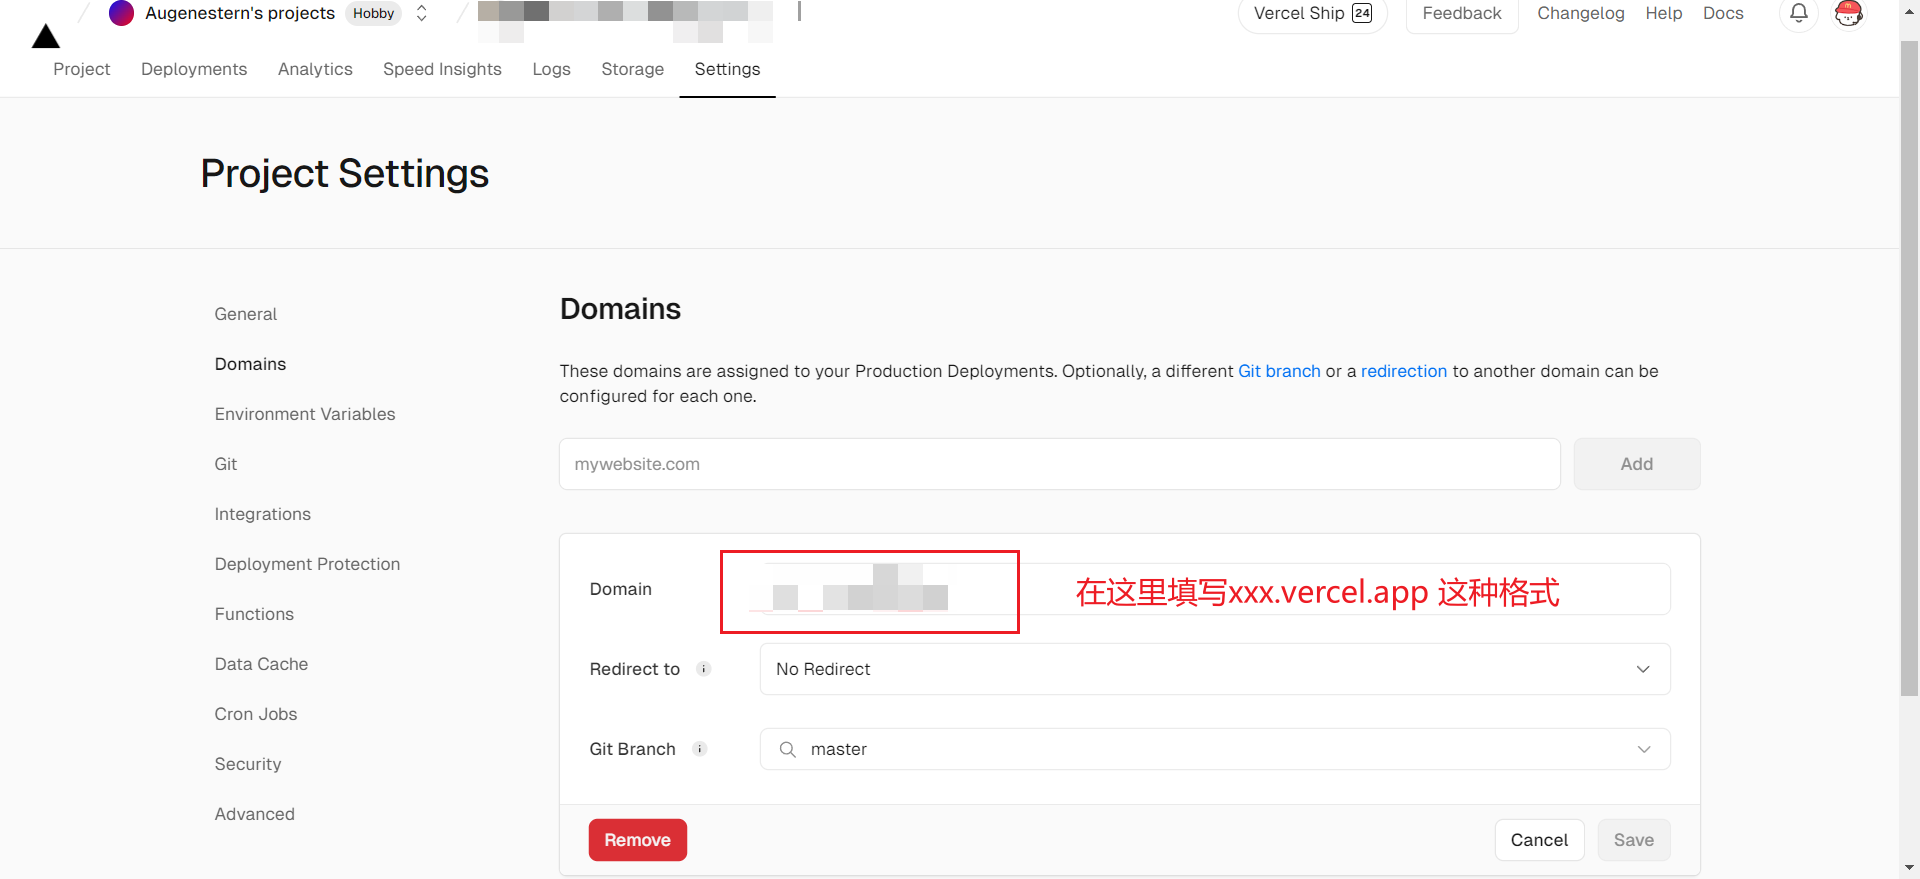 Augenestern's projects Hobby
Vercel Ship 24 Feedback Changelog Help Docs
Project Deployments Analytics Speed Insights Logs Storage Settings
Project Settings
General
Domains
Environment Variables
Git
Integrations
Deployment Protection
Functions
Data Cache
Cron Jobs
Security
Advanced
Domains
These domains are assigned to your Production Deployments. Optionally, a different Git branch or a redirection to another domain can be
configured for each one.
mywebsite.com Add
Domain 在这里填写xxx.vercel.app 这种格式
Redirect to No Redirect
Git Branch master
Remove Cancel Save